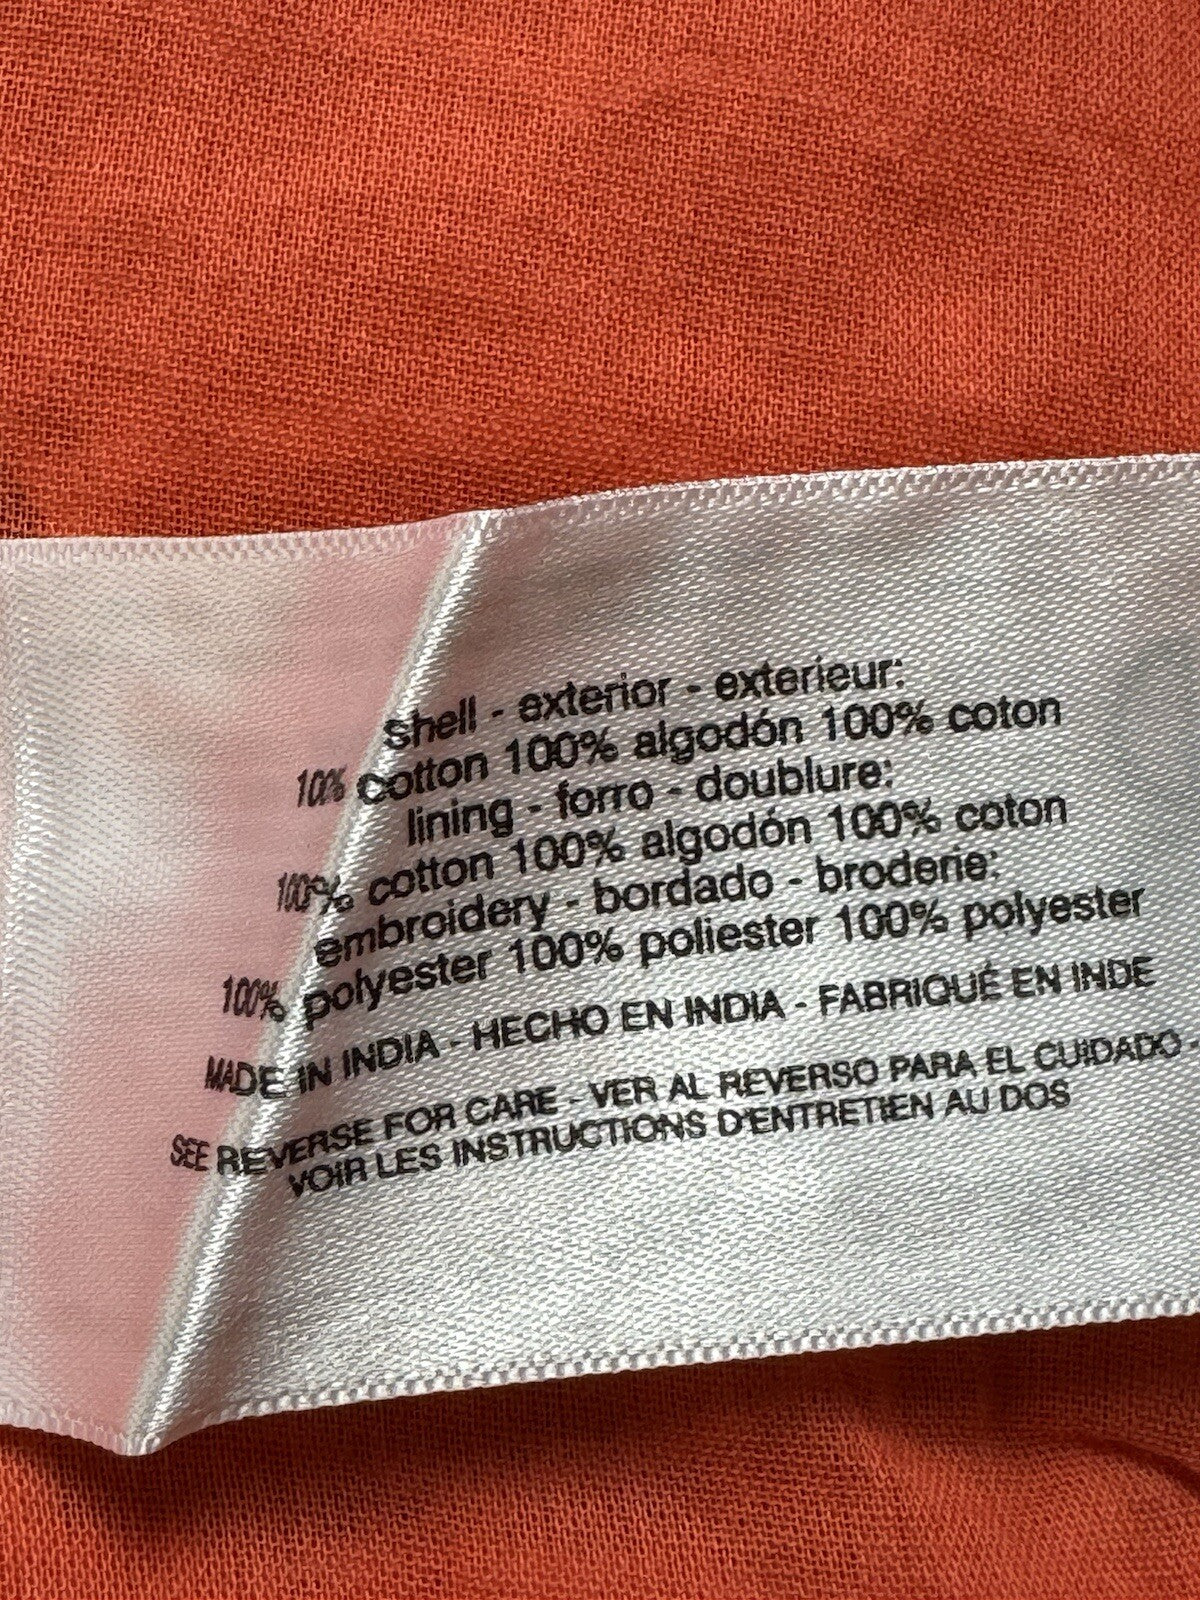 shell - exterior - exterieur:
100% cotton 100% algodón 100% coton
lining - forro - doublure:
100% cotton 100% algodón 100% coton
embroidery - bordado - broderie:
100% polyester 100% poliester 100% polyester
MADE IN INDIA - HECHO EN INDIA - FABRIQUÉ EN INDE
SEE REVERSE FOR CARE - VER AL REVERSO PARA EL CUIDADO -
VOIR LES INSTRUCTIONS D'ENTRETIEN AU DOS